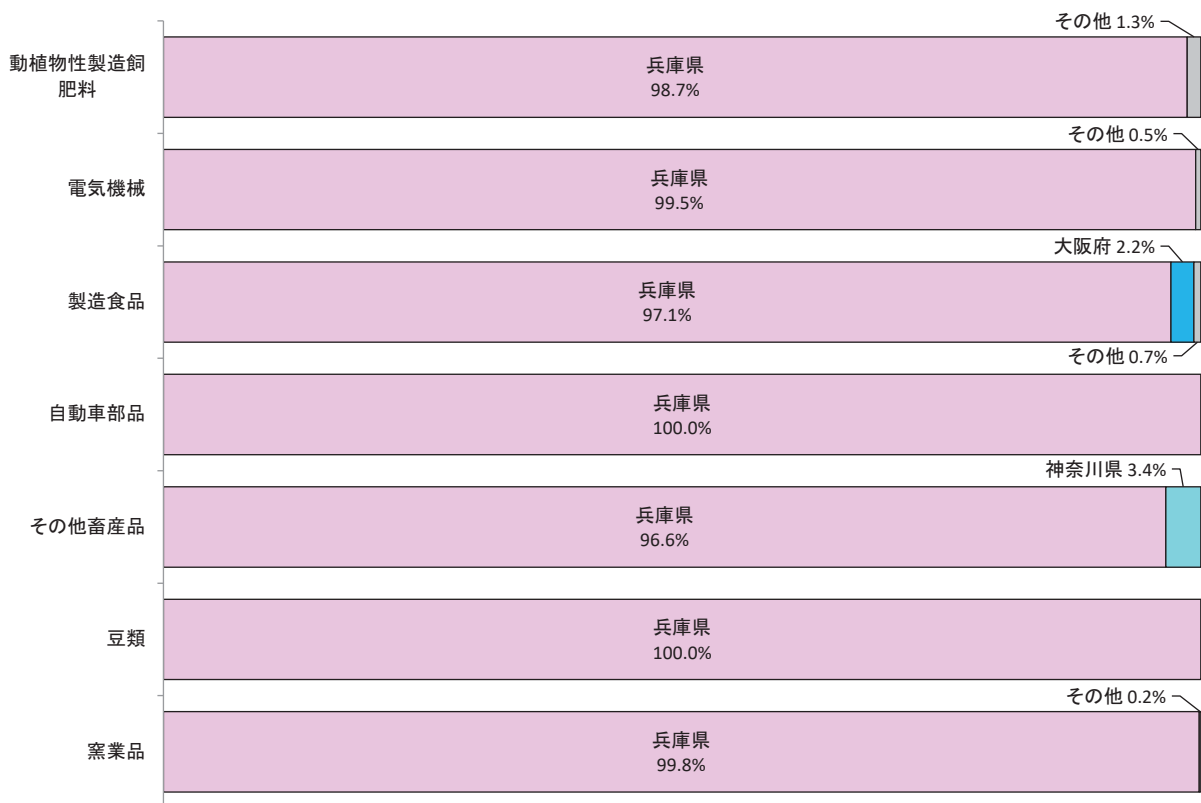 その他 1.3%
動植物性製造飼
肥料
兵庫県
98.7%
その他 0.5%
電気機械
兵庫県
99.5%
大阪府 2.2%
製造食品
兵庫県
97.1%
その他 0.7%
自動車部品
兵庫県
100.0%
神奈川県 3.4%
その他畜産品
兵庫県
96.6%
豆類
兵庫県
100.0%
その他 0.2%
窯業品
兵庫県
99.8%